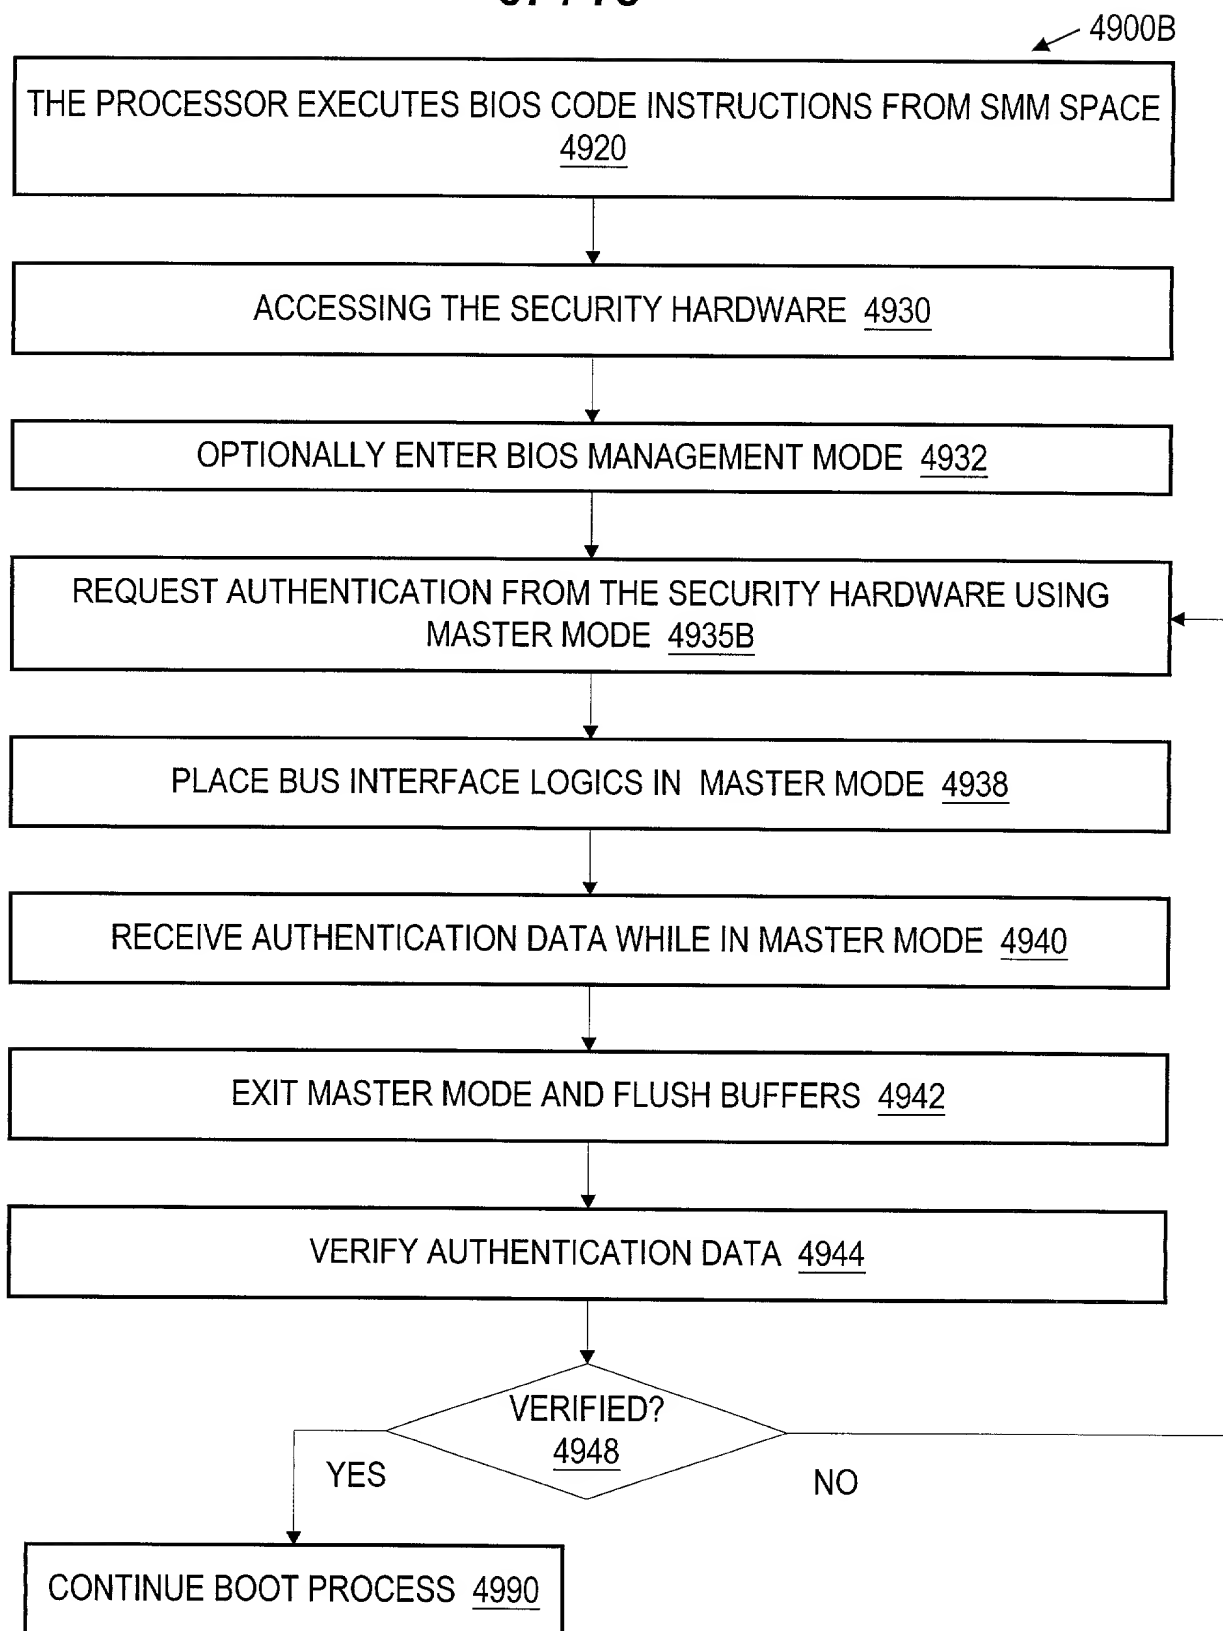 4900B
THE PROCESSOR EXECUTES BIOS CODE INSTRUCTIONS FROM SMM SPACE
4920
ACCESSING THE SECURITY HARDWARE 4930
OPTIONALLY ENTER BIOS MANAGEMENT MODE 4932
REQUEST AUTHENTICATION FROM THE SECURITY HARDWARE USING
MASTER MODE 4935B
PLACE BUS INTERFACE LOGICS IN MASTER MODE 4938
RECEIVE AUTHENTICATION DATA WHILE IN MASTER MODE 4940
EXIT MASTER MODE AND FLUSH BUFFERS 4942
VERIFY AUTHENTICATION DATA 4944
VERIFIED?
4948
YES
NO
CONTINUE BOOT PROCESS 4990